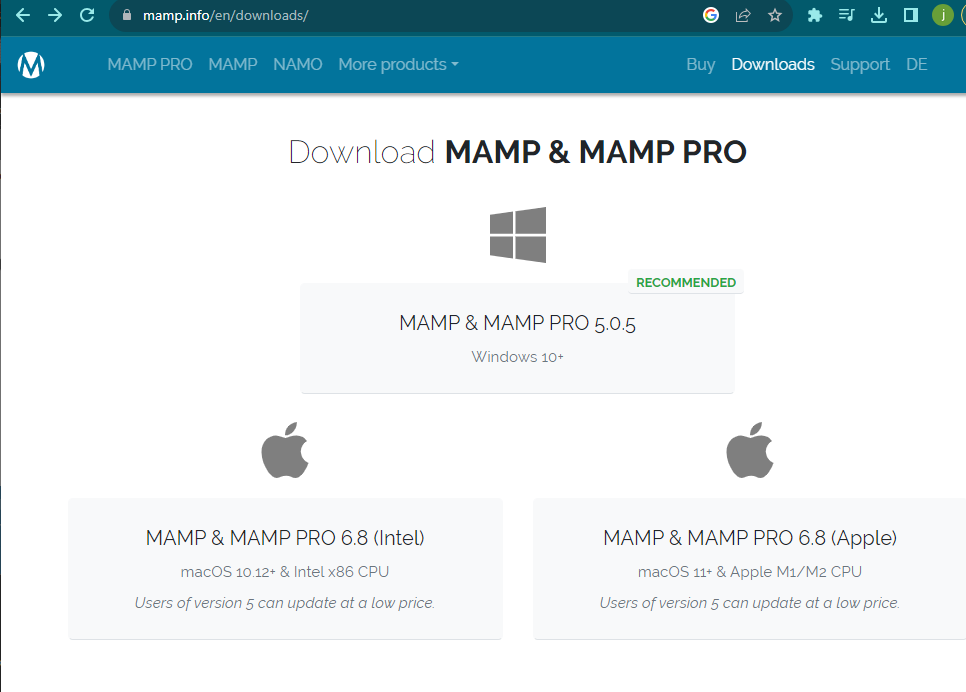 mamp.info/en/downloads/
j
MAMP PRO MAMP NAMO More products Buy Downloads Support DE
Download MAMP & MAMP PRO
RECOMMENDED
MAMP & MAMP PRO 5.0.5
Windows 10+
MAMP & MAMP PRO 6.8 (Intel)
macOS 10.12+ & Intel x86 CPU
Users of version 5 can update at a low price.
MAMP & MAMP PRO 6.8 (Apple)
macOS 11+ & Apple M1/M2 CPU
Users of version 5 can update at a low price.